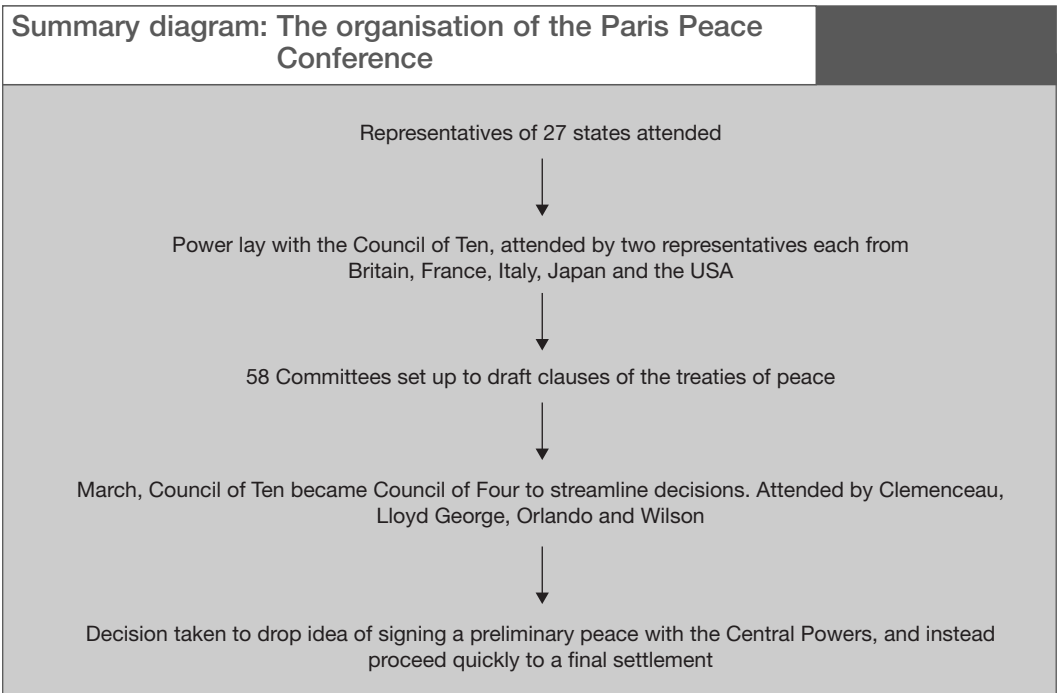 Summary diagram: The organisation of the Paris Peace
Conference
Representatives of 27 states attended
Power lay with the Council of Ten, attended by two representatives each from
Britain, France, Italy, Japan and the USA
58 Committees set up to draft clauses of the treaties of peace
March, Council of Ten became Council of Four to streamline decisions. Attended by Clemenceau,
Lloyd George, Orlando and Wilson
Decision taken to drop idea of signing a preliminary peace with the Central Powers, and instead
proceed quickly to a final settlement